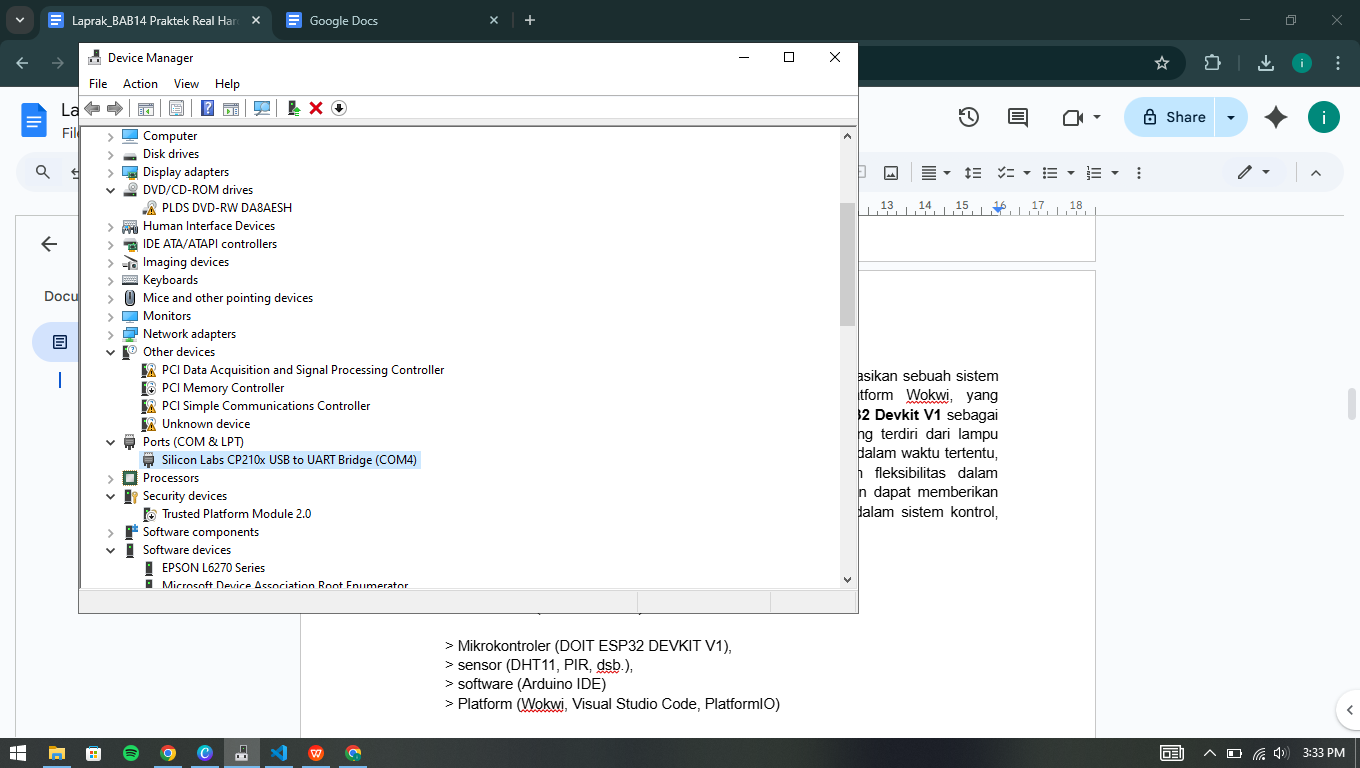 Laprak_BAB14 Praktek Real Har
Google Docs
Device Manager
File Action View Help
Computer
Disk drives
Display adapters
DVD/CD-ROM drives
PLDS DVD-RW DA8AESH
Human Interface Devices
IDE ATA/ATAPI controllers
Imaging devices
Keyboards
Mice and other pointing devices
Monitors
Network adapters
Other devices
PCI Data Acquisition and Signal Processing Controller
PCI Memory Controller
PCI Simple Communications Controller
Unknown device
Ports (COM & LPT)
Silicon Labs CP210x USB to UART Bridge (COM4)
Processors
Security devices
Trusted Platform Module 2.0
Software components
Software devices
EPSON L6270 Series
Microsoft Device Association Root Enumerator
La
File
Share
i
i
13 14 15 16 17 18
Docu
asikan sebuah sistem
tform Wokwi, yang
32 Devkit V1 sebagai
ng terdiri dari lampu
dalam waktu tertentu,
n fleksibilitas dalam
n dapat memberikan
dalam sistem kontrol,
> Mikrokontroler (DOIT ESP32 DEVKIT V1),
> sensor (DHT11, PIR, dsb.),
> software (Arduino IDE)
> Platform (Wokwi, Visual Studio Code, PlatformIO)
3:33 PM